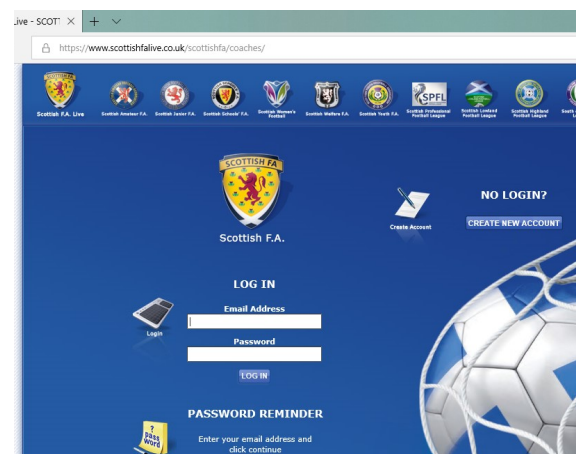 .ive - SCOT
https://www.scottishfalive.co.uk/scottishfa/coaches/
Scottish F.A. Live
Scottish Amateur F.A.
Scottish Junior F.A.
Scottish Schools' F.A.
Scottish Women's
Football
Scottish Welfare F.A.
Scottish Youth F.A.
SPFL
Scottish Professional
Football League
Scottish Lowland
Football League
Scottish Highland
Football League
South
SCOTTISH FA
Scottish F.A.
Create Account
NO LOGIN?
CREATE NEW ACCOUNT
LOG IN
Login
Email Address
Password
LOG IN
PASSWORD REMINDER
?
pass
word
Enter your email address and
click continue